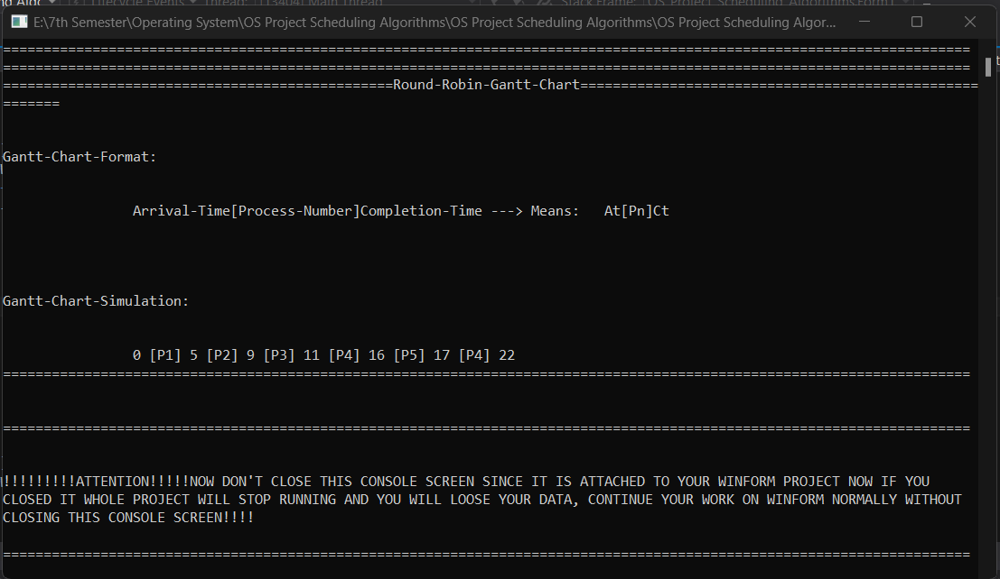 E:\7th Semester\Operating System\OS Project Scheduling Algorithms\OS Project Scheduling Algorithms\OS Project Scheduling Algor...
=======================================================================================================================
=======================================================================================================================
================================================Round-Robin-Gantt-Chart=================================================
=======
Gantt-Chart-Format:
Arrival-Time[Process-Number]Completion-Time ---> Means:   At[Pn]Ct
Gantt-Chart-Simulation:
0 [P1] 5 [P2] 9 [P3] 11 [P4] 16 [P5] 17 [P4] 22
=======================================================================================================================
=======================================================================================================================
!!!!!!!!!ATTENTION!!!!!NOW DON'T CLOSE THIS CONSOLE SCREEN SINCE IT IS ATTACHED TO YOUR WINFORM PROJECT NOW IF YOU
CLOSED IT WHOLE PROJECT WILL STOP RUNNING AND YOU WILL LOOSE YOUR DATA, CONTINUE YOUR WORK ON WINFORM NORMALLY WITHOUT
CLOSING THIS CONSOLE SCREEN!!!!
=======================================================================================================================